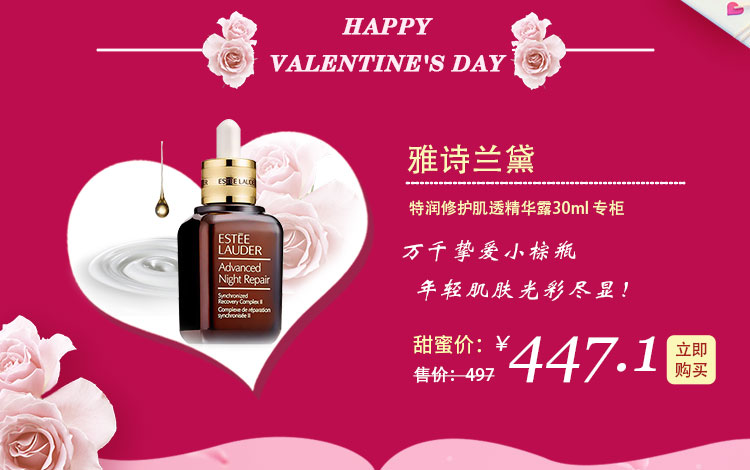 HAPPY
VALENTINE'S DAY
雅诗兰黛
特润修护肌透精华露30ml 专柜
万千挚爱小棕瓶
年轻肌肤光彩尽显！
甜蜜价：¥447.1
售价：497
立即
购买
ESTEE LAUDER
ESTĒE
LAUDER
Advanced
Night Repair
Synchronized
Recovery Complex II
Complexe de réparation
synchronisée II